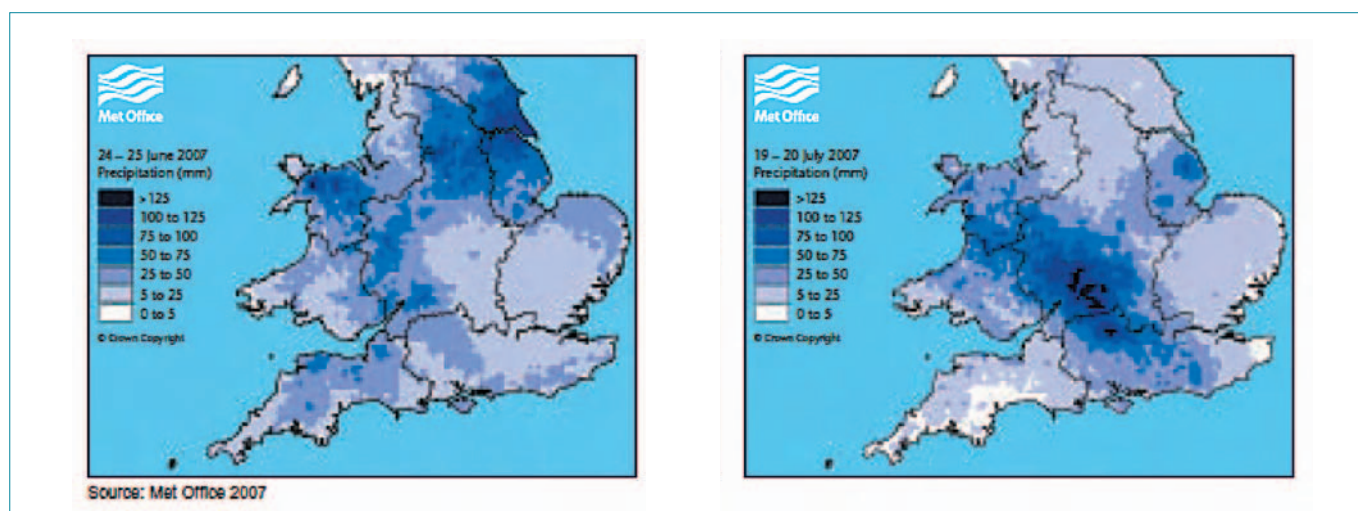 Met Office
24 – 25 June 2007
Precipitation (mm)
>125
100 to 125
75 to 100
50 to 75
25 to 50
5 to 25
0 to 5
© Crown Copyright
Source: Met Office 2007
Met Office
19 – 20 July 2007
Precipitation (mm)
>125
100 to 125
75 to 100
50 to 75
25 to 50
5 to 25
0 to 5
© Crown Copyright